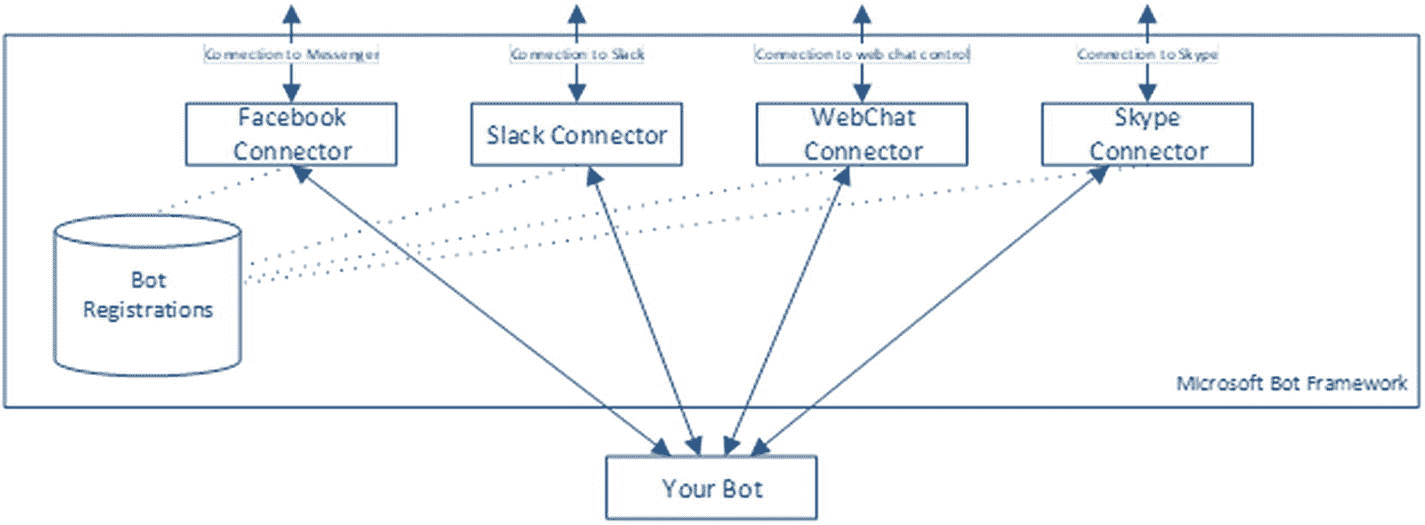 Connection to Messenger
Connection to Slack
Connection to web chat control
Connection to Skype
Facebook
Connector
Slack Connector
WebChat
Connector
Skype
Connector
Bot
Registrations
Microsoft Bot Framework
Your Bot